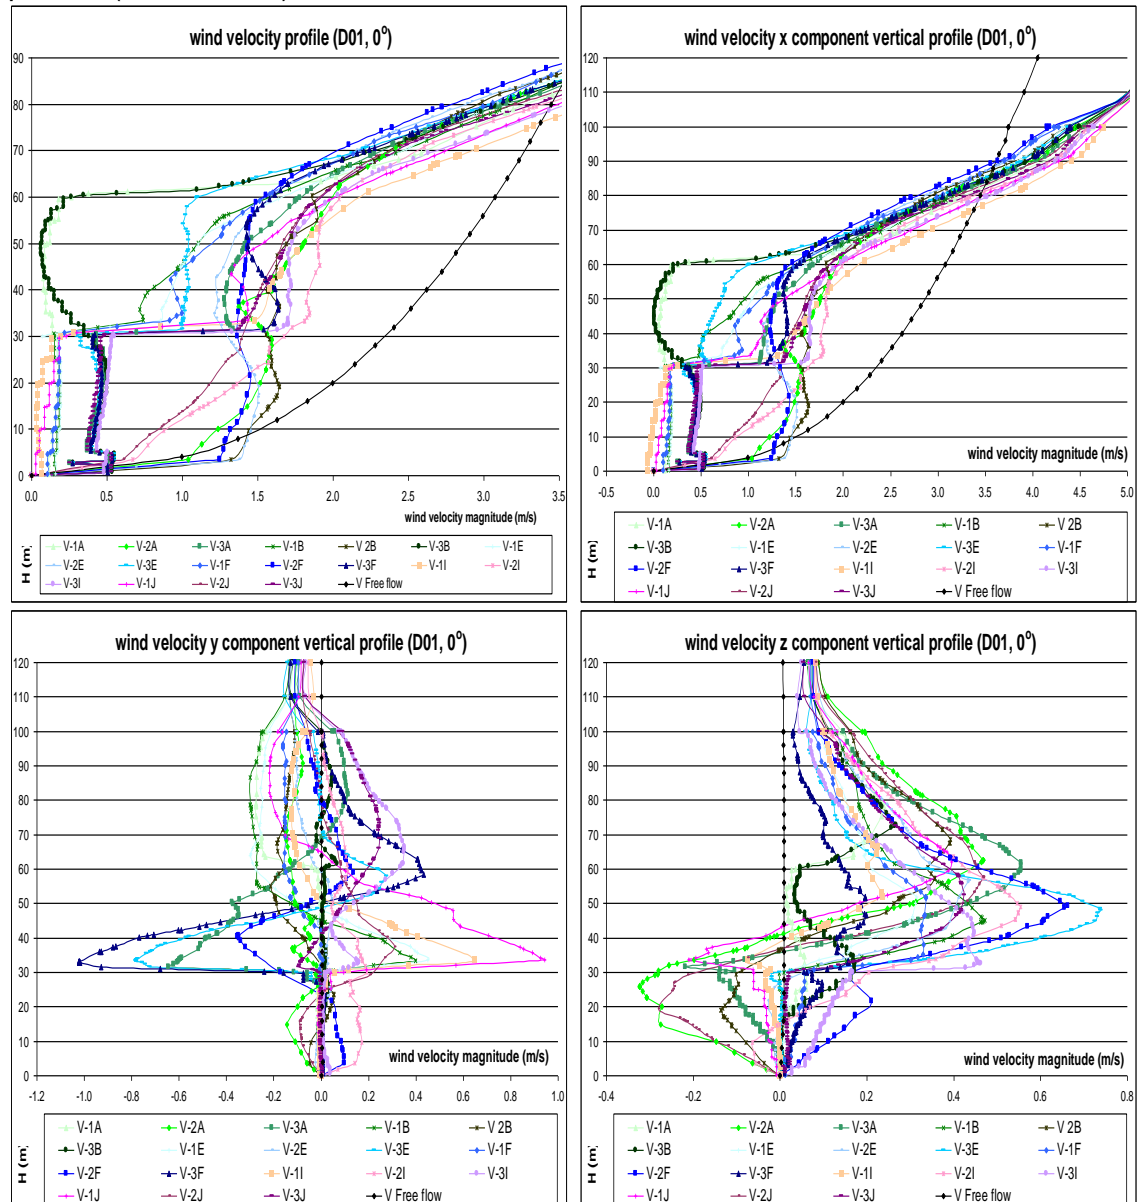 wind velocity profile (D01, 0°)
90
80
70
60
50
40
30
20
10
0
0.0 0.5 1.0 1.5 2.0 2.5 3.0 3.5
wind velocity magnitude (m/s)
H (m)
V-1A V-2A V-3A V-1B V 2B V-3B V-1E
V-2E V-3E V-1F V-2F V-3F V-1I V-2I
V-3I V-1J V-2J V-3J V Free flow
wind velocity x component vertical profile (D01, 0°)
120
110
100
90
80
70
60
50
40
30
20
10
0
wind velocity magnitude (m/s)
-0.5 0.0 0.5 1.0 1.5 2.0 2.5 3.0 3.5 4.0 4.5 5.0
H (m)
V-1A V-2A V-3A V-1B V 2B
V-3B V-1E V-2E V-3E V-1F
V-2F V-3F V-1I V-2I V-3I
V-1J V-2J V-3J V Free flow
wind velocity y component vertical profile (D01, 0°)
120
110
100
90
80
70
60
50
40
30
20
10
0
wind velocity magnitude (m/s)
-1.2 -1.0 -0.8 -0.6 -0.4 -0.2 0.0 0.2 0.4 0.6 0.8 1.0
H (m)
V-1A V-2A V-3A V-1B V 2B
V-3B V-1E V-2E V-3E V-1F
V-2F V-3F V-1I V-2I V-3I
V-1J V-2J V-3J V Free flow
wind velocity z component vertical profile (D01, 0°)
120
110
100
90
80
70
60
50
40
30
20
10
0
wind velocity magnitude (m/s)
-0.4 -0.2 0.0 0.2 0.4 0.6 0.8
H (m)
V-1A V-2A V-3A V-1B V 2B
V-3B V-1E V-2E V-3E V-1F
V-2F V-3F V-1I V-2I V-3I
V-1J V-2J V-3J V Free flow